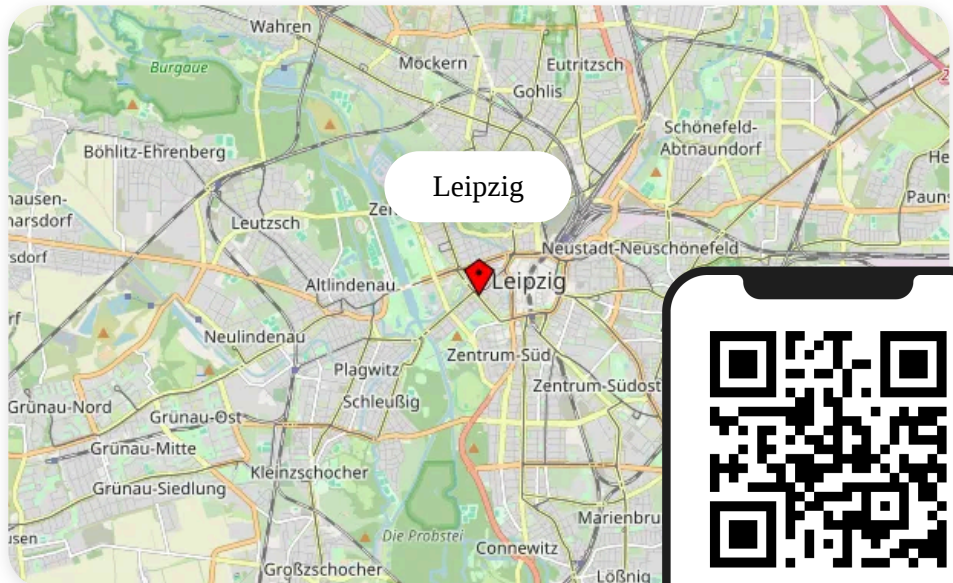 Wahren
Möckern
Eutritzsch
Burgaue
Gohlis
Schönefeld-
Abtnaundorf
Böhlitz-Ehrenberg
Leipzig
Leutzsch
Neustadt-Neuschönefeld
Leipzig
Altlindenau
Neulindenau
Zentrum-Süd
Plagwitz
Zentrum-Südost
Schleußig
Grünau-Nord
Grünau-Ost
Grünau-Mitte
Kleinzschocher
Grünau-Siedlung
Marienbru
Die Probstei
Connewitz
Großzschocher
Lößnig